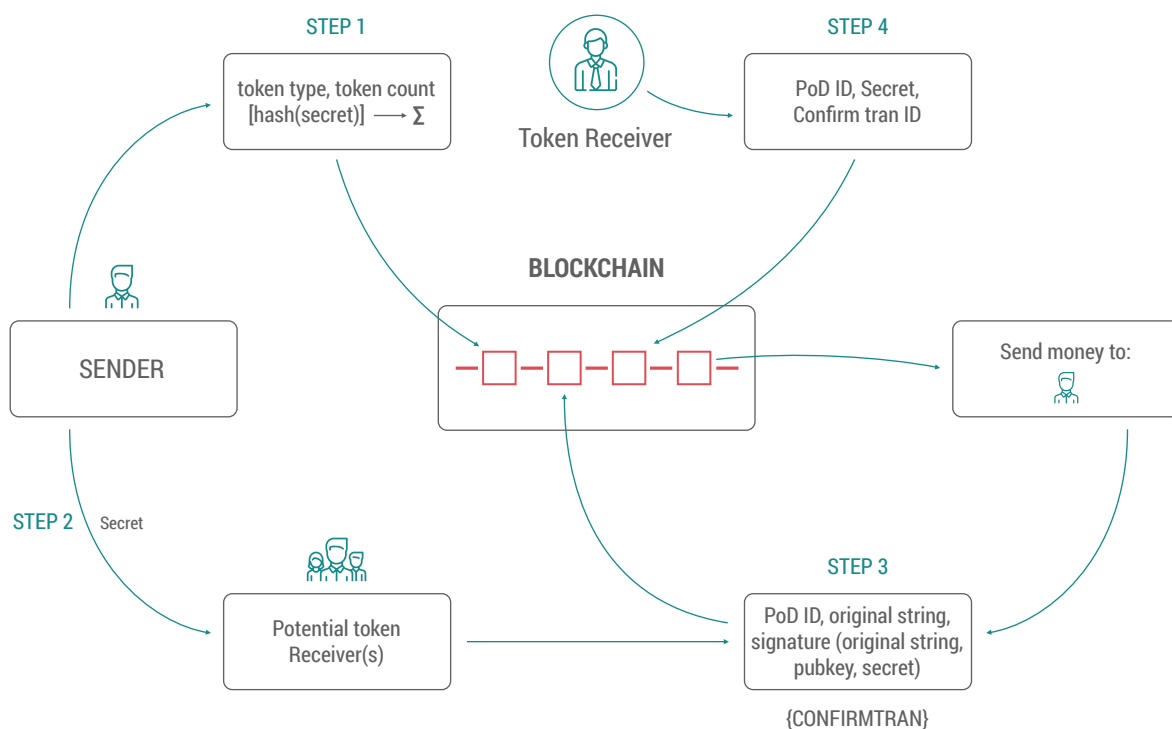 STEP 1
token type, token count
[hash(secret)] → Σ
Token Receiver
STEP 4
PoD ID, Secret,
Confirm tran ID
BLOCKCHAIN
SENDER
Send money to:
STEP 2
Secret
Potential token
Receiver(s)
STEP 3
PoD ID, original string,
signature (original string,
pubkey, secret)
{CONFIRMTRAN}